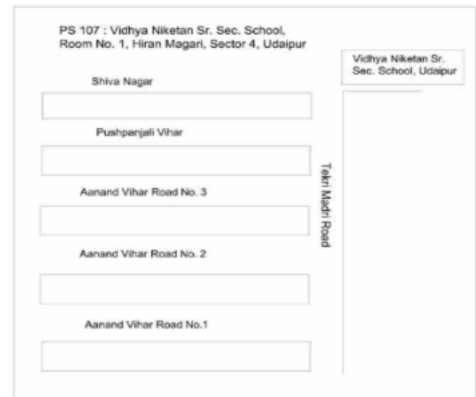 PS 107 : Vidhya Niketan Sr. Sec. School,
Room No. 1, Hiran Magari, Sector 4, Udaipur
Vidhya Niketan Sr.
Sec. School, Udaipur
Shiva Nagar
Pushpanjali Vihar
Aanand Vihar Road No. 3
Tekri Madri Road
Aanand Vihar Road No. 2
Aanand Vihar Road No.1